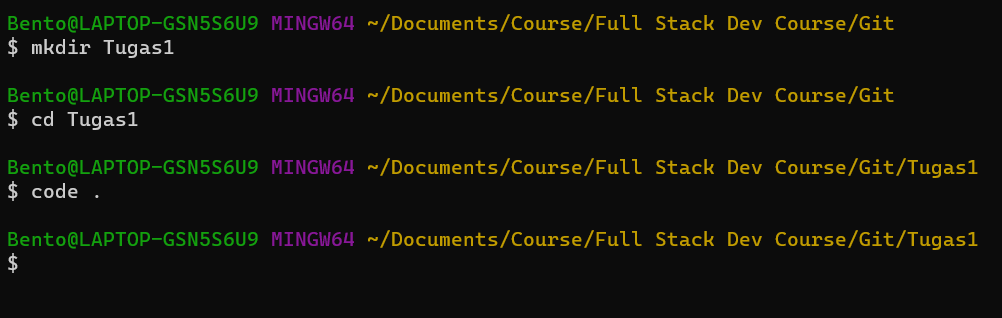 Bento@LAPTOP-GSN5S6U9 MINGW64 ~/Documents/Course/Full Stack Dev Course/Git
$ mkdir Tugas1
Bento@LAPTOP-GSN5S6U9 MINGW64 ~/Documents/Course/Full Stack Dev Course/Git
$ cd Tugas1
Bento@LAPTOP-GSN5S6U9 MINGW64 ~/Documents/Course/Full Stack Dev Course/Git/Tugas1
$ code .
Bento@LAPTOP-GSN5S6U9 MINGW64 ~/Documents/Course/Full Stack Dev Course/Git/Tugas1
$